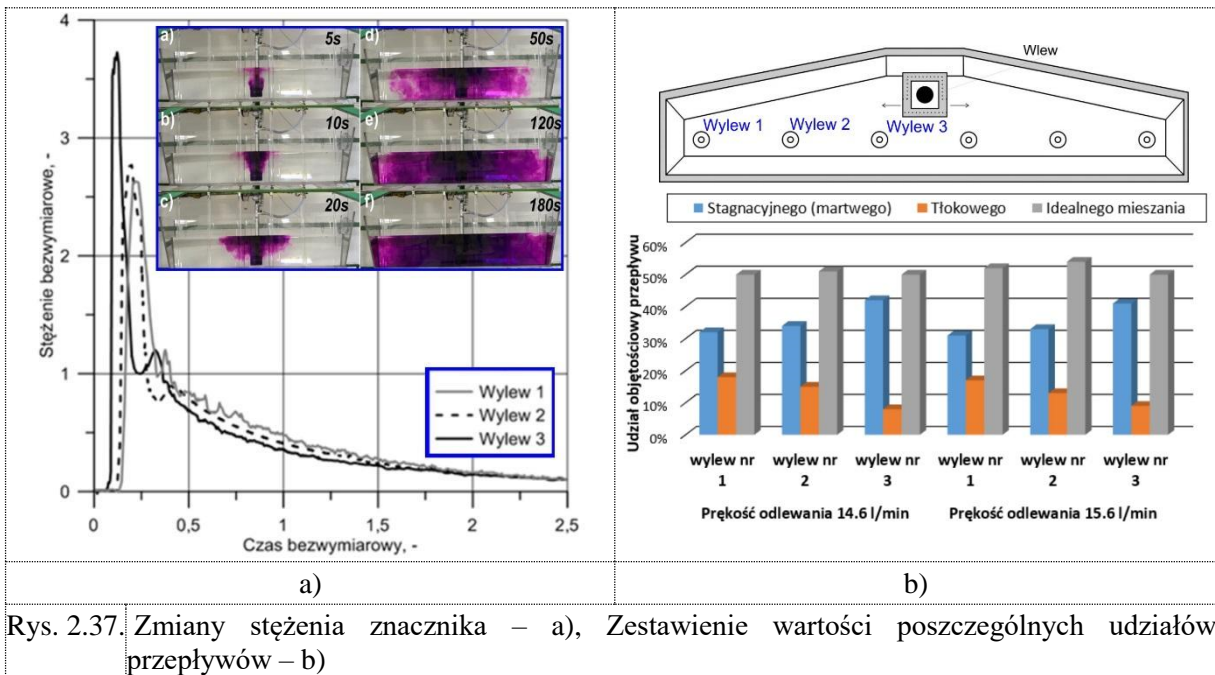 4
3
2
1
0
0
0,5
1
1,5
2
2,5
Stężenie bezwymiarowe, -
Czas bezwymiarowy, -
a)
5s
b)
10s
c)
20s
d)
50s
e)
120s
f)
180s
Wylew 1
Wylew 2
Wylew 3
a)
Wlew
Wylew 1
Wylew 2
Wylew 3
Stagnacyjnego (martwego)
Tłokowego
Idealnego mieszania
Udział objętościowy przepływu
60%
50%
40%
30%
20%
10%
0%
wylew nr
1
wylew nr
2
wylew nr
3
wylew nr
1
wylew nr
2
wylew nr
3
Prękość odlewania 14.6 l/min
Prękość odlewania 15.6 l/min
b)
Rys. 2.37. Zmiany stężenia znacznika – a), Zestawienie wartości poszczególnych udziałów
przepływów – b)